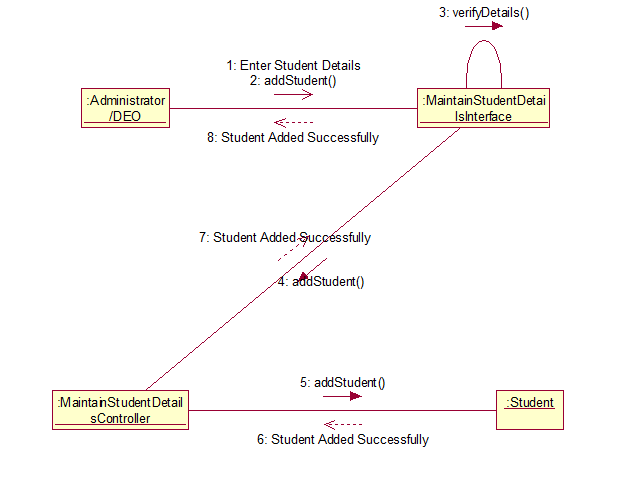 3: verifyDetails()
1: Enter Student Details
2: addStudent()
:Administrator
/DEO
:MaintainStudentDetai
lsInterface
8: Student Added Successfully
7: Student Added Successfully
4: addStudent()
5: addStudent()
:MaintainStudentDetail
sController
:Student
6: Student Added Successfully